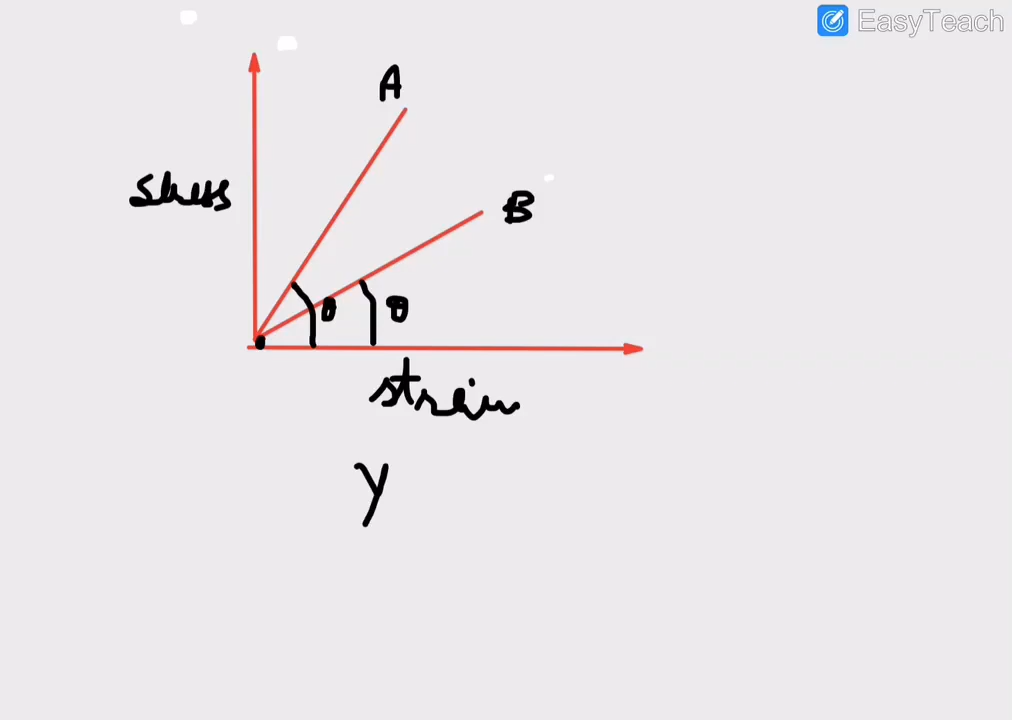 EasyTeach
A
stress
B
θ θ
O
strain
Y